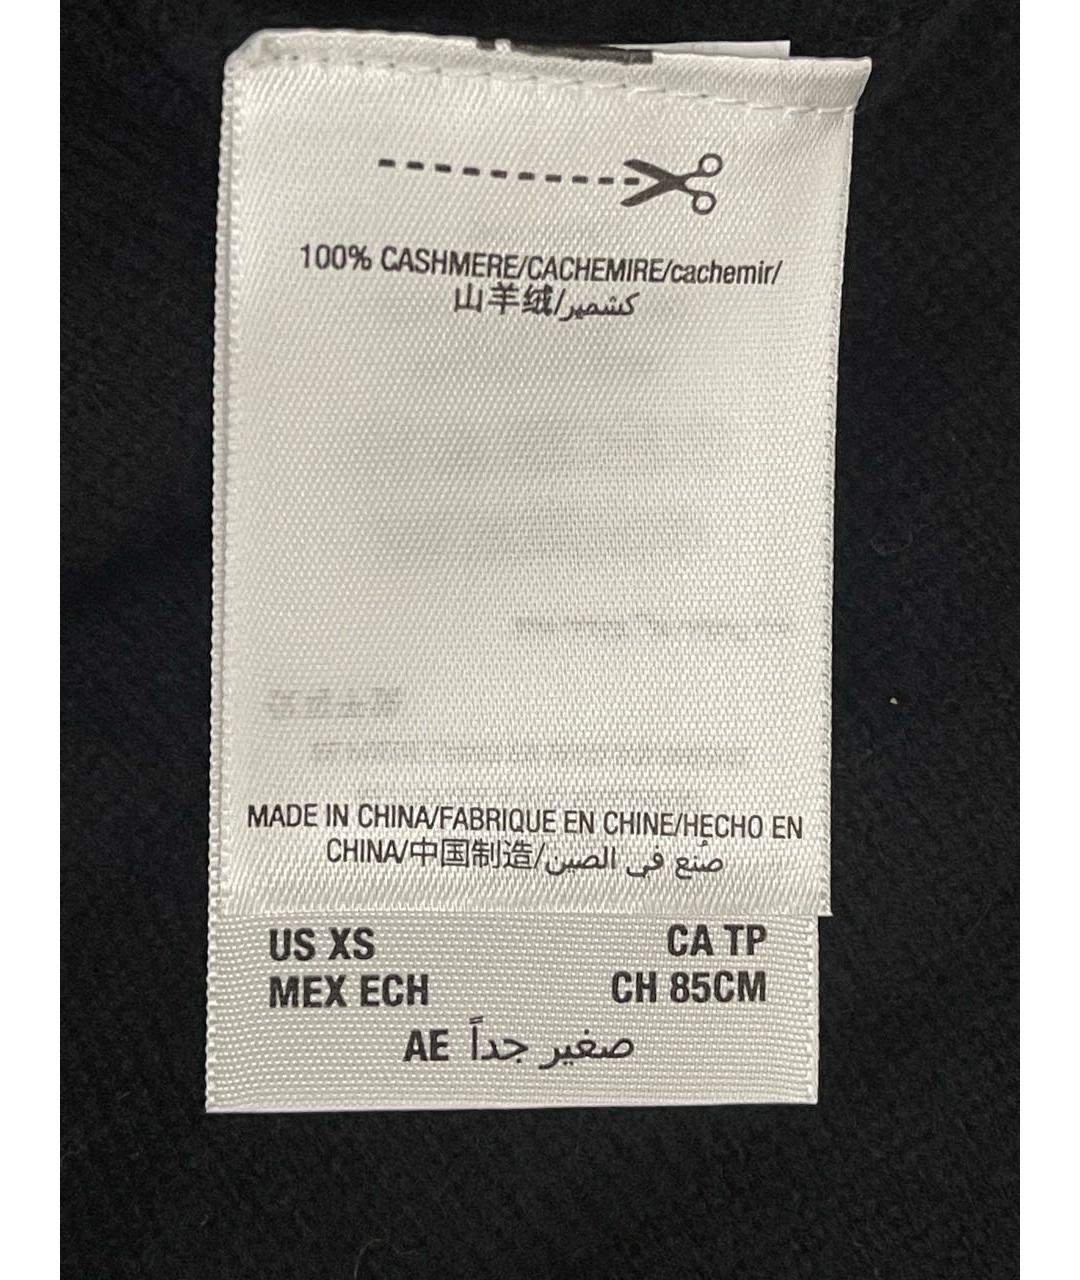 100% CASHMERE/CACHEMIRE/cachemir/
山羊绒/كشمير
MADE IN CHINA/FABRIQUE EN CHINE/HECHO EN
CHINA/中国制造/صُنع في الصين
US XS CA TP
MEX ECH CH 85CM
AE صغير جداً